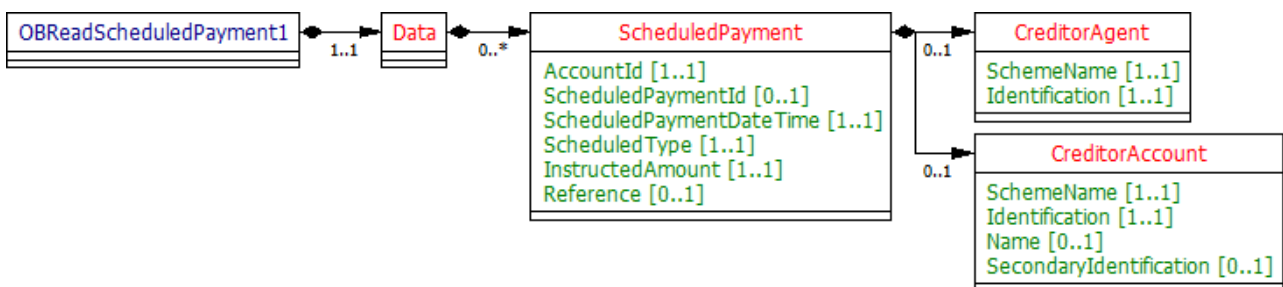 OBReadScheduledPayment1
1..1
Data
0..*
ScheduledPayment
AccountId [1..1]
ScheduledPaymentId [0..1]
ScheduledPaymentDateTime [1..1]
ScheduledType [1..1]
InstructedAmount [1..1]
Reference [0..1]
0..1
CreditorAgent
SchemeName [1..1]
Identification [1..1]
0..1
CreditorAccount
SchemeName [1..1]
Identification [1..1]
Name [0..1]
SecondaryIdentification [0..1]